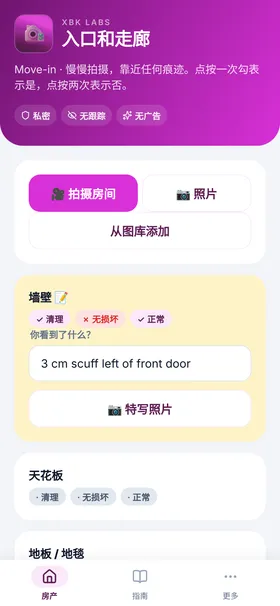 XBK LABS
入口和走廊
Move-in · 慢慢拍摄，靠近任何痕迹。点按一次勾表
示是，点按两次表示否。
私密
无跟踪
无广告
🎥 拍摄房间
📷 照片
从图库添加
墙壁 📝
✓ 清理
× 无损坏
✓ 正常
你看到了什么？
3 cm scuff left of front door
📷 特写照片
天花板
· 清理
· 无损坏
· 正常
地板 / 地毯
房产
指南
更多